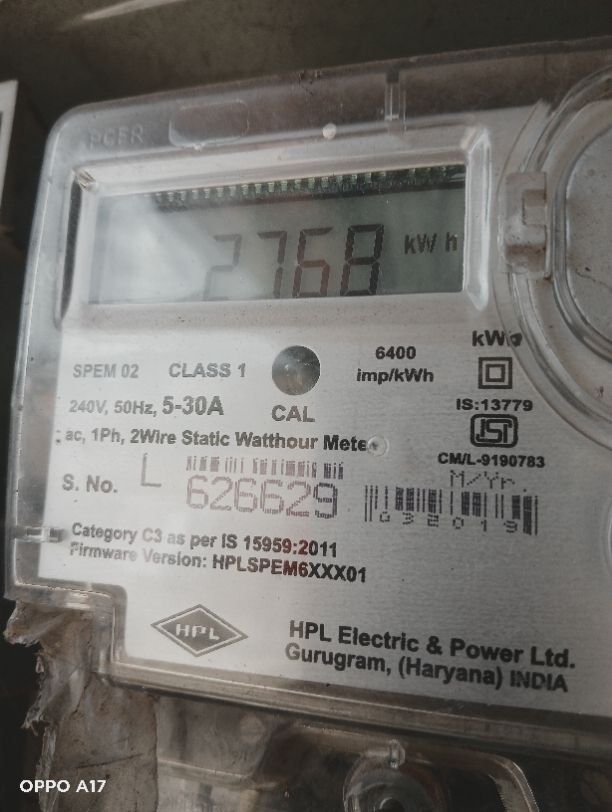 2768 kWh
kWh
SPEM 02 CLASS 1
6400
imp/kWh
240V, 50Hz, 5-30A
CAL
IS:13779
ac, 1Ph, 2Wire Static Watthour Meter
ISI
CM/L-9190783
S. No. L 626629
M/Yr.
032019
Category C3 as per IS 15959:2011
Firmware Version: HPLSPEM6XXX01
HPL
HPL Electric & Power Ltd.
Gurugram, (Haryana) INDIA
OPPO A17